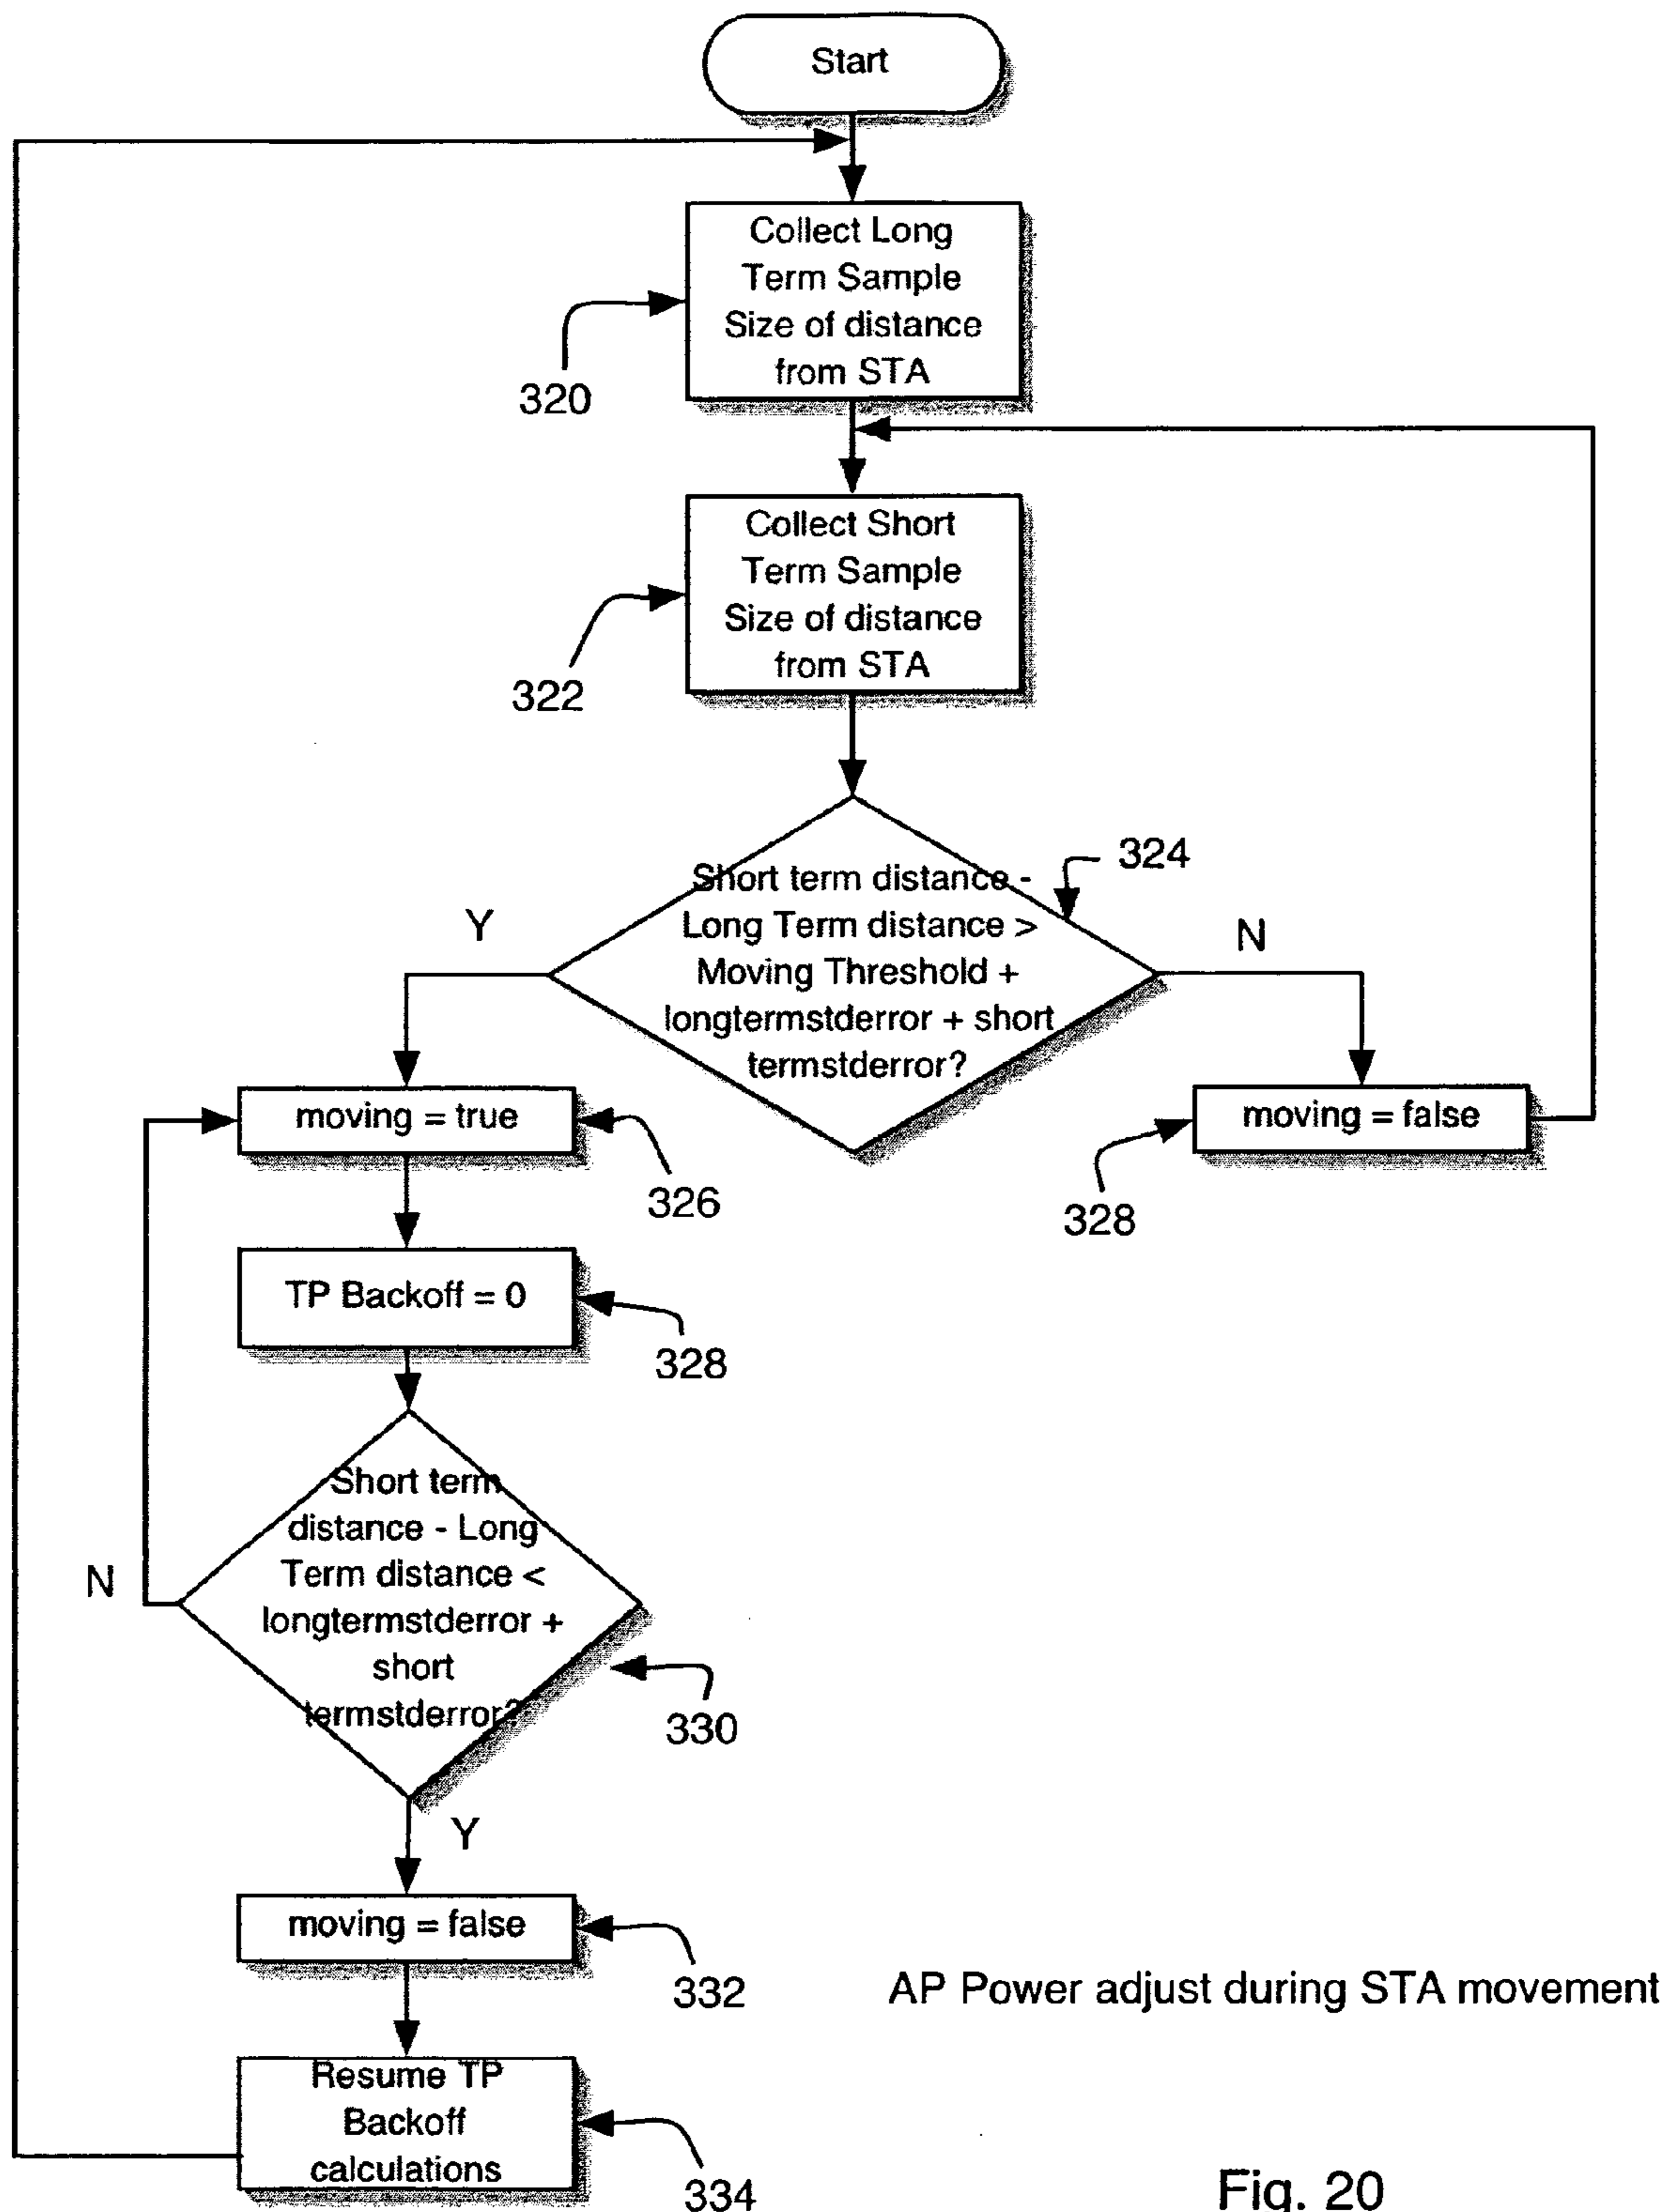 Start
Collect Long
Term Sample
Size of distance
from STA
320
Collect Short
Term Sample
Size of distance
from STA
322
Short term distance -
Long Term distance >
Moving Threshold +
longtermstderror + short
termstderror?
324
Y
N
moving = true
326
moving = false
328
TP Backoff = 0
328
Short term
distance - Long
Term distance <
longtermstderror +
short
termstderror?
N
330
Y
moving = false
332
AP Power adjust during STA movement
Resume TP
Backoff
calculations
334
Fig. 20